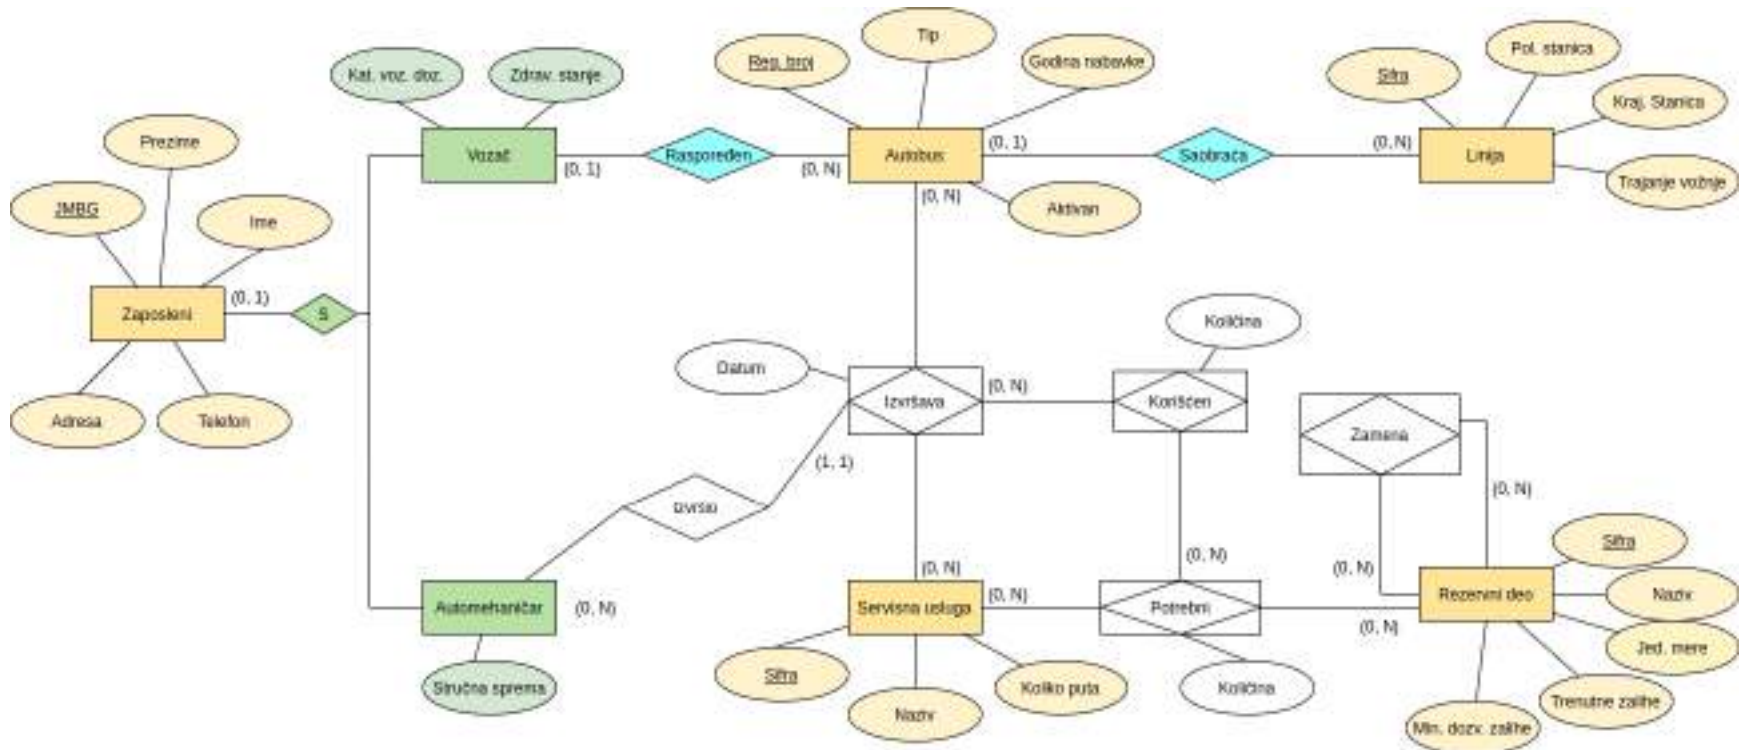 Tip
Pol. stanica
Reg. broj
Godina nabavke
Kat. voz. doz.
Zdrav. stanje
Sifra
Kraj. Stanica
Prezime
Vozač
(0, 1)
Raspoređen
(0, N)
Autobus
(0, 1)
Saobraća
(0, N)
Linija
Trajanje vožnje
JMBG
Ime
(0, N)
Aktivan
Zaposleni
(0, 1)
S
Količina
Datum
Izvršava
(0, N)
Korišćen
Zamena
Adresa
Telefon
(1, 1)
(0, N)
Izvršio
(0, N)
Sifra
(0, N)
(0, N)
Automehaničar
(0, N)
Servisna usluga
(0, N)
Potrebni
(0, N)
Rezervni deo
Naziv
Jed. mere
Stručna sprema
Sifra
Koliko puta
Količina
Trenutne zalihe
Naziv
Min. dozv. zalihe